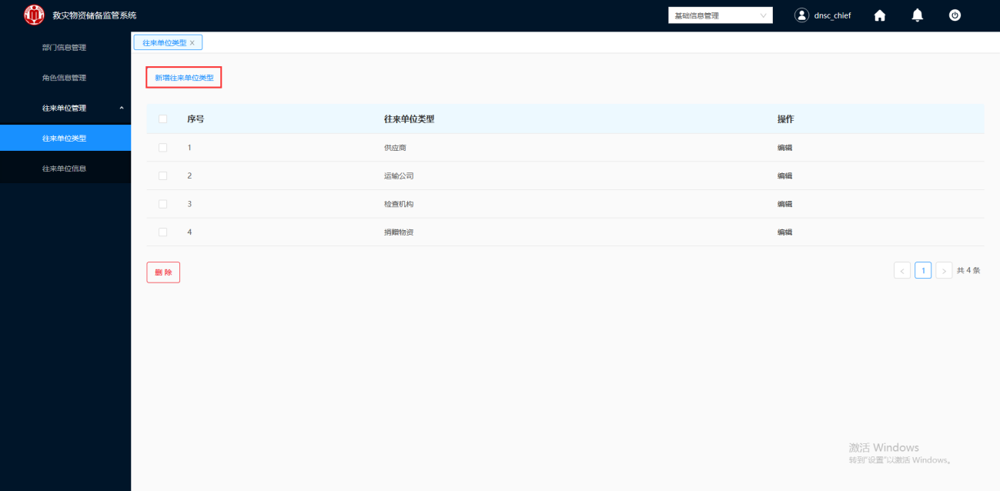 救灾物资储备监管系统
基础信息管理
dnsc_chief
部门信息管理
角色信息管理
往来单位管理
往来单位类型
往来单位信息
往来单位类型 ×
新增往来单位类型
序号 往来单位类型 操作
1 供应商 编辑
2 运输公司 编辑
3 检查机构 编辑
4 捐赠物资 编辑
删 除
< 1 > 共 4 条
激活 Windows
转到“设置”以激活 Windows。